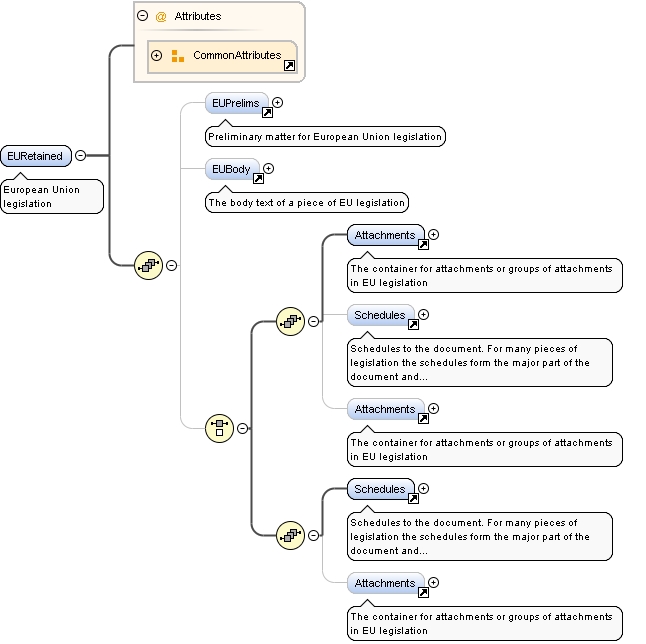 Attributes
CommonAttributes
EUPrelims
Preliminary matter for European Union legislation
EURetained
European Union
legislation
EUBody
The body text of a piece of EU legislation
Attachments
The container for attachments or groups of attachments
in EU legislation
Schedules
Schedules to the document. For many pieces of
legislation the schedules form the major part of the
document and...
Attachments
The container for attachments or groups of attachments
in EU legislation
Schedules
Schedules to the document. For many pieces of
legislation the schedules form the major part of the
document and...
Attachments
The container for attachments or groups of attachments
in EU legislation